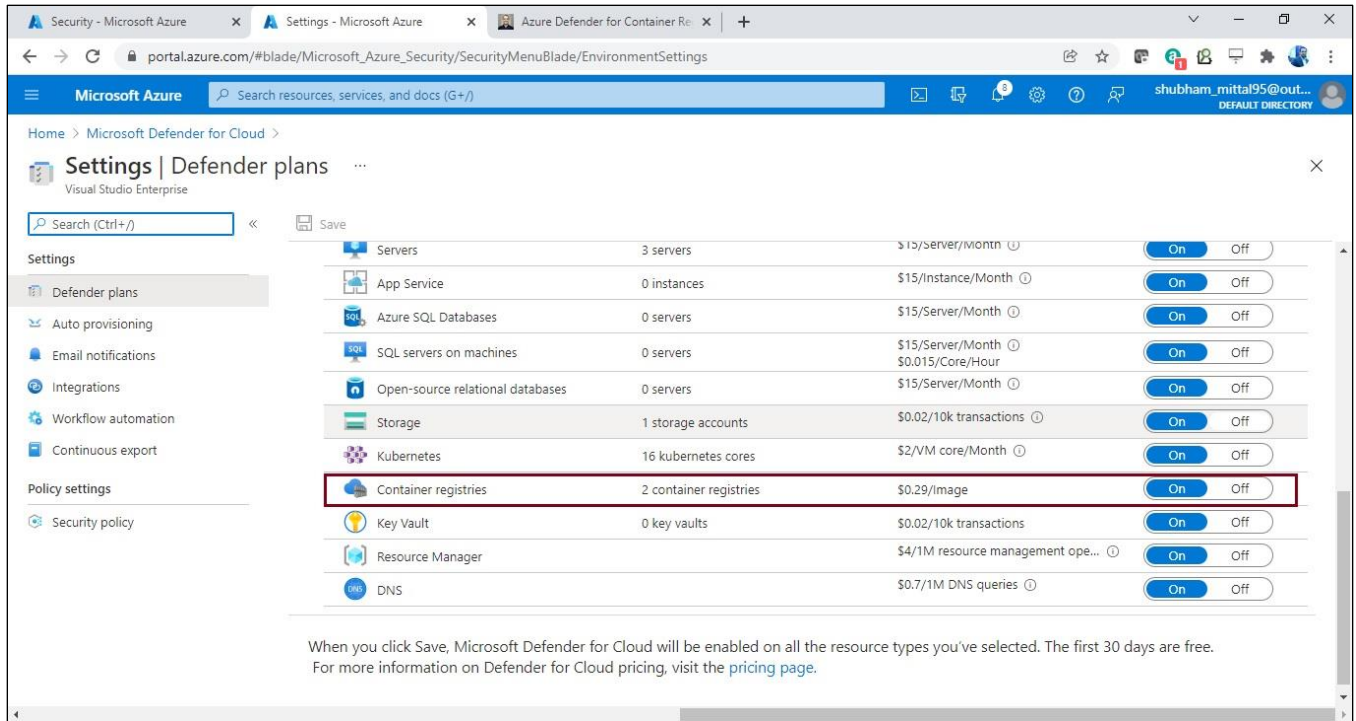 Security - Microsoft Azure
Settings - Microsoft Azure
Azure Defender for Container Re
portal.azure.com/#blade/Microsoft_Azure_Security/SecurityMenuBlade/EnvironmentSettings
Microsoft Azure
Search resources, services, and docs (G+/)
8
shubham_mittal95@out...
DEFAULT DIRECTORY
Home > Microsoft Defender for Cloud >
Settings | Defender plans ...
Visual Studio Enterprise
Search (Ctrl+/)
«
Save
Settings
Defender plans
Auto provisioning
Email notifications
Integrations
Workflow automation
Continuous export
Policy settings
Security policy
Servers 3 servers $15/Server/Month On Off
App Service 0 instances $15/Instance/Month On Off
SQL Azure SQL Databases 0 servers $15/Server/Month On Off
SQL SQL servers on machines 0 servers $15/Server/Month On Off
$0.015/Core/Hour
Open-source relational databases 0 servers $15/Server/Month On Off
Storage 1 storage accounts $0.02/10k transactions On Off
Kubernetes 16 kubernetes cores $2/VM core/Month On Off
Container registries 2 container registries $0.29/Image On Off
Key Vault 0 key vaults $0.02/10k transactions On Off
Resource Manager $4/1M resource management ope... On Off
DNS DNS $0.7/1M DNS queries On Off
When you click Save, Microsoft Defender for Cloud will be enabled on all the resource types you've selected. The first 30 days are free.
For more information on Defender for Cloud pricing, visit the pricing page.